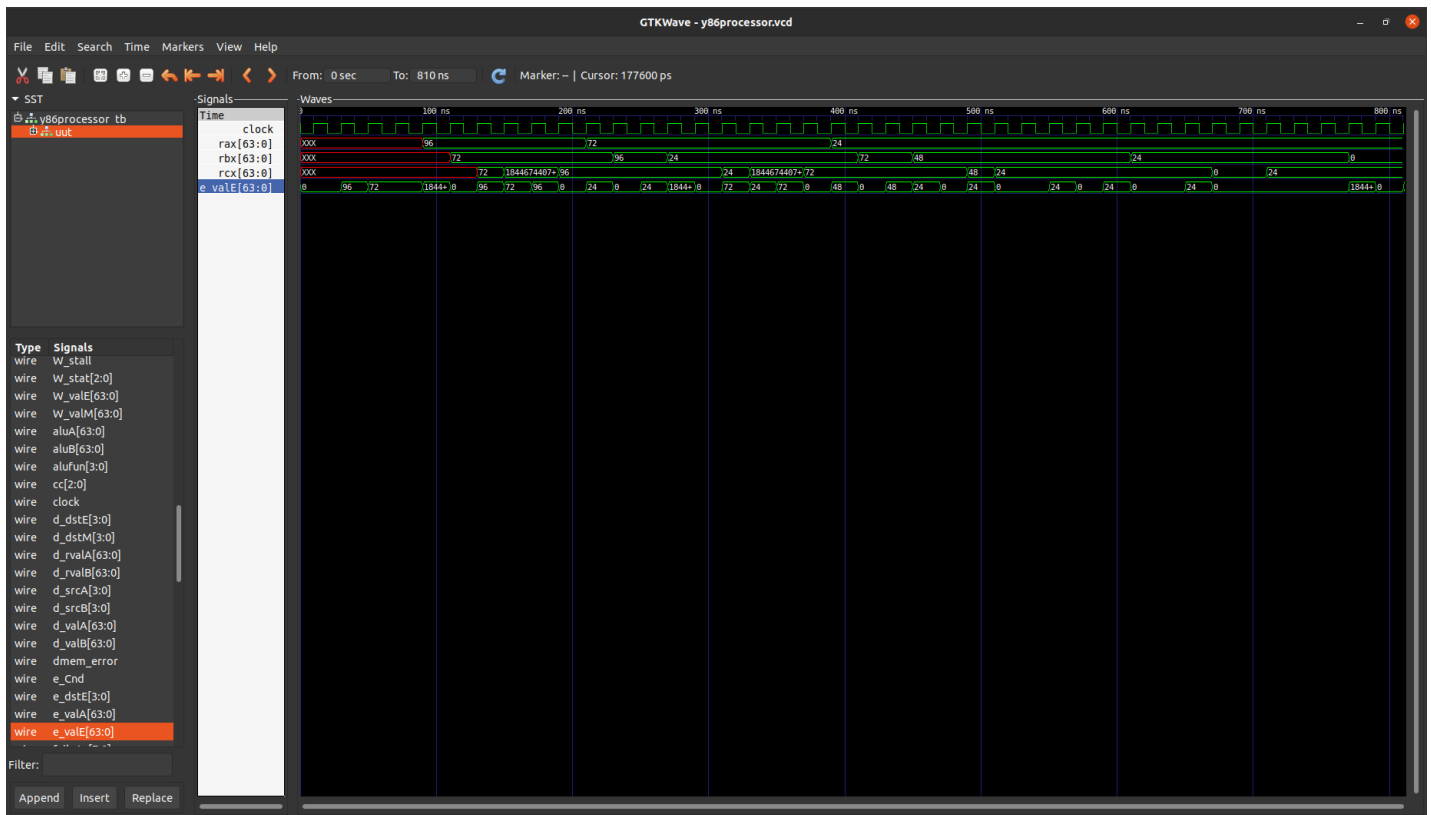 GTKWave - y86processor.vcd
File Edit Search Time Markers View Help
From: 0 sec To: 810 ns Marker: -- | Cursor: 177600 ps
SST
y86processor_tb
uut
Type Signals
wire W_stall
wire W_stat[2:0]
wire W_valE[63:0]
wire W_valM[63:0]
wire aluA[63:0]
wire aluB[63:0]
wire alufun[3:0]
wire cc[2:0]
wire clock
wire d_dstE[3:0]
wire d_dstM[3:0]
wire d_rvalA[63:0]
wire d_rvalB[63:0]
wire d_srcA[3:0]
wire d_srcB[3:0]
wire d_valA[63:0]
wire d_valB[63:0]
wire dmem_error
wire e_Cnd
wire e_dstE[3:0]
wire e_valA[63:0]
wire e_valE[63:0]
Filter:
Append Insert Replace
Signals
Time
clock
rax[63:0]
rbx[63:0]
rcx[63:0]
e_valE[63:0]
Waves
0 100 ns 200 ns 300 ns 400 ns 500 ns 600 ns 700 ns 800 ns
XXX 96 72 24
XXX 72 96 24 72 48 24 0
XXX 72 1844674407+ 96 24 1844674407+ 72 48 24 0 24
0 96 72 1844+ 0 96 72 96 0 24 0 24 1844+ 0 72 24 72 0 48 0 48 24 0 24 0 24 0 24 0 24 0 1844+ 0